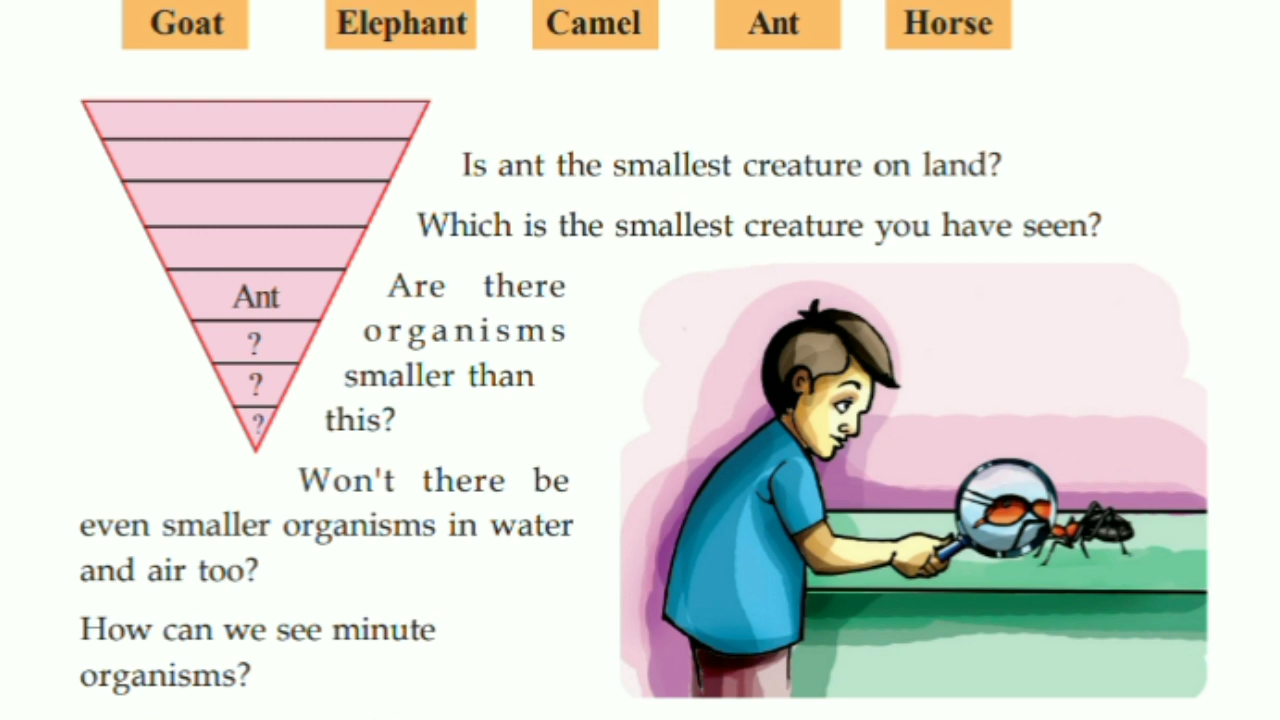 Goat Elephant Camel Ant Horse
Is ant the smallest creature on land?
Which is the smallest creature you have seen?
Ant
?
?
?
Are there
organisms
smaller than
this?
Won't there be
even smaller organisms in water
and air too?
How can we see minute
organisms?